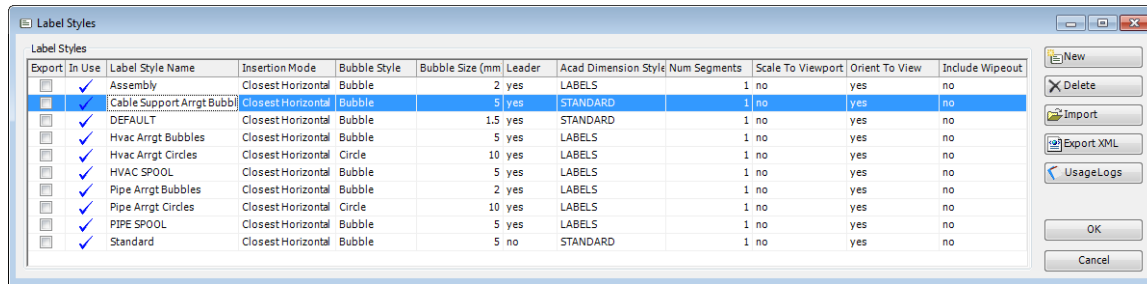 Label Styles
Label Styles
Export In Use Label Style Name Insertion Mode Bubble Style Bubble Size (mm Leader Acad Dimension Style Num Segments Scale To Viewport Orient To View Include Wipeout
Assembly Closest Horizontal Bubble 2 yes LABELS 1 no yes no
Cable Support Arrgt Bubbl Closest Horizontal Bubble 5 yes STANDARD 1 no yes no
DEFAULT Closest Horizontal Bubble 1.5 yes STANDARD 1 no yes no
Hvac Arrgt Bubbles Closest Horizontal Bubble 5 yes LABELS 1 no yes no
Hvac Arrgt Circles Closest Horizontal Circle 10 yes LABELS 1 no yes no
HVAC SPOOL Closest Horizontal Bubble 5 yes LABELS 1 no yes no
Pipe Arrgt Bubbles Closest Horizontal Bubble 2 yes LABELS 1 no yes no
Pipe Arrgt Circles Closest Horizontal Circle 10 yes LABELS 1 no yes no
PIPE SPOOL Closest Horizontal Bubble 5 yes LABELS 1 no yes no
Standard Closest Horizontal Bubble 5 no STANDARD 1 no yes no
New
Delete
Import
Export XML
UsageLogs
OK
Cancel